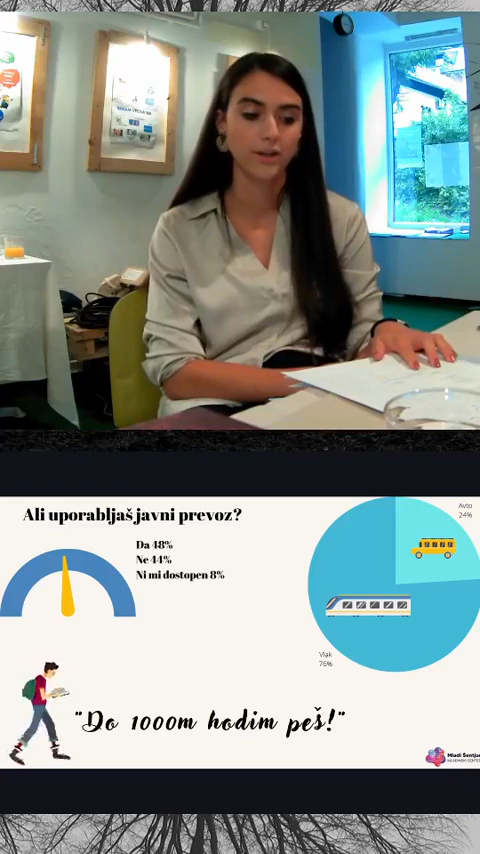 Ali uporabljaš javni prevoz?
Da 48%
Ne 44%
Ni mi dostopen 8%
Avto
24%
Vlak
76%
"Do 1000m hodim peš!"
Mladi Šentjur